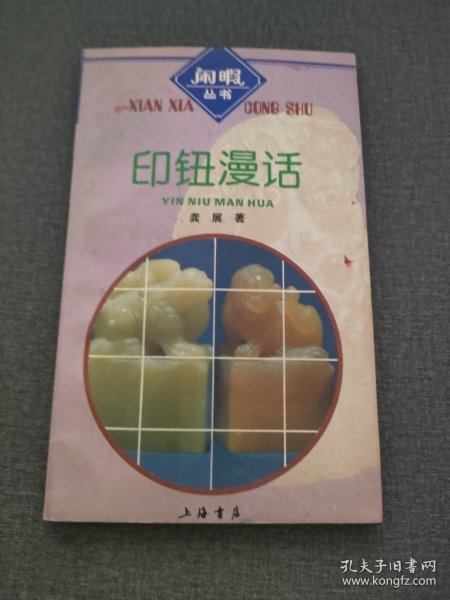 闲暇
丛书
XIAN XIA CONG SHU
印钮漫话
YIN NIU MAN HUA
龚展著
上海书店
孔夫子旧书网
www.kongfz.com